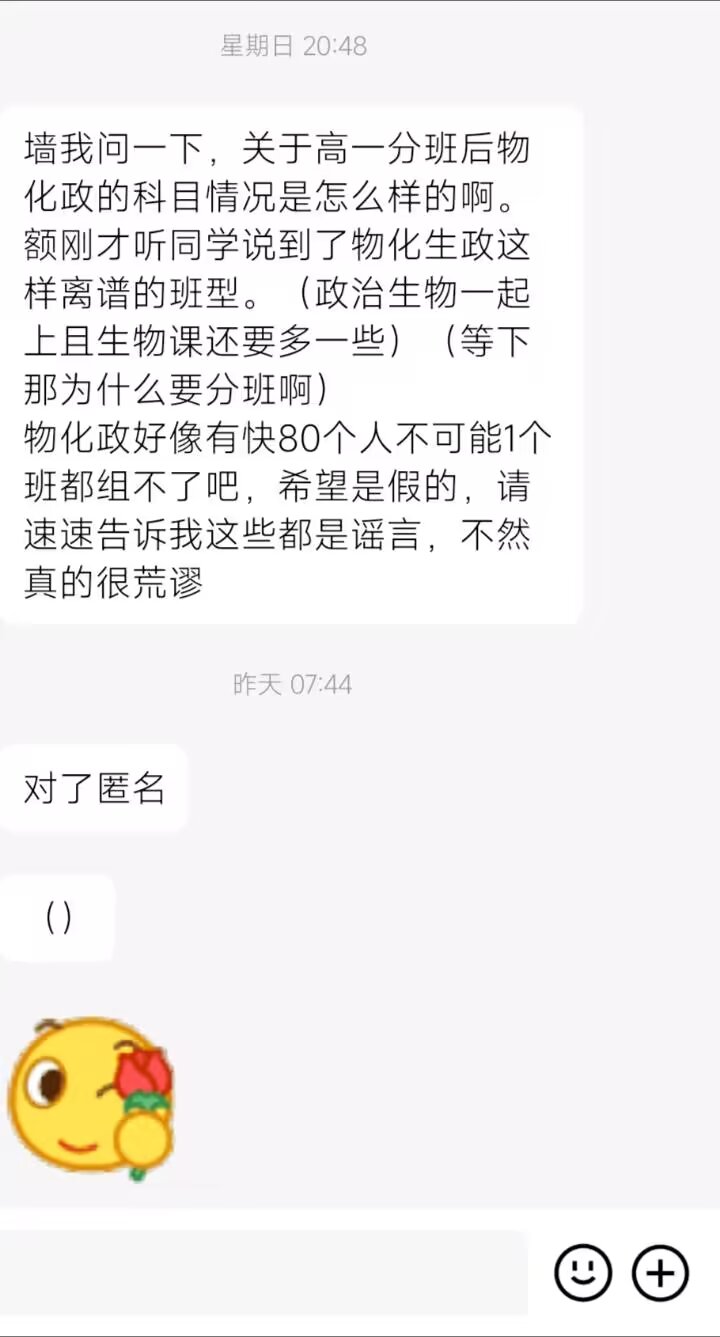 星期日 20:48
墙我问一下，关于高一分班后物
化政的科目情况是怎么样的啊。
额刚才听同学说到了物化生政这
样离谱的班型。（政治生物一起
上且生物课还要多一些）（等下
那为什么要分班啊）
物化政好像有快80个人不可能1个
班都组不了吧，希望是假的，请
速速告诉我这些都是谣言，不然
真的很荒谬
昨天 07:44
对了匿名
（）